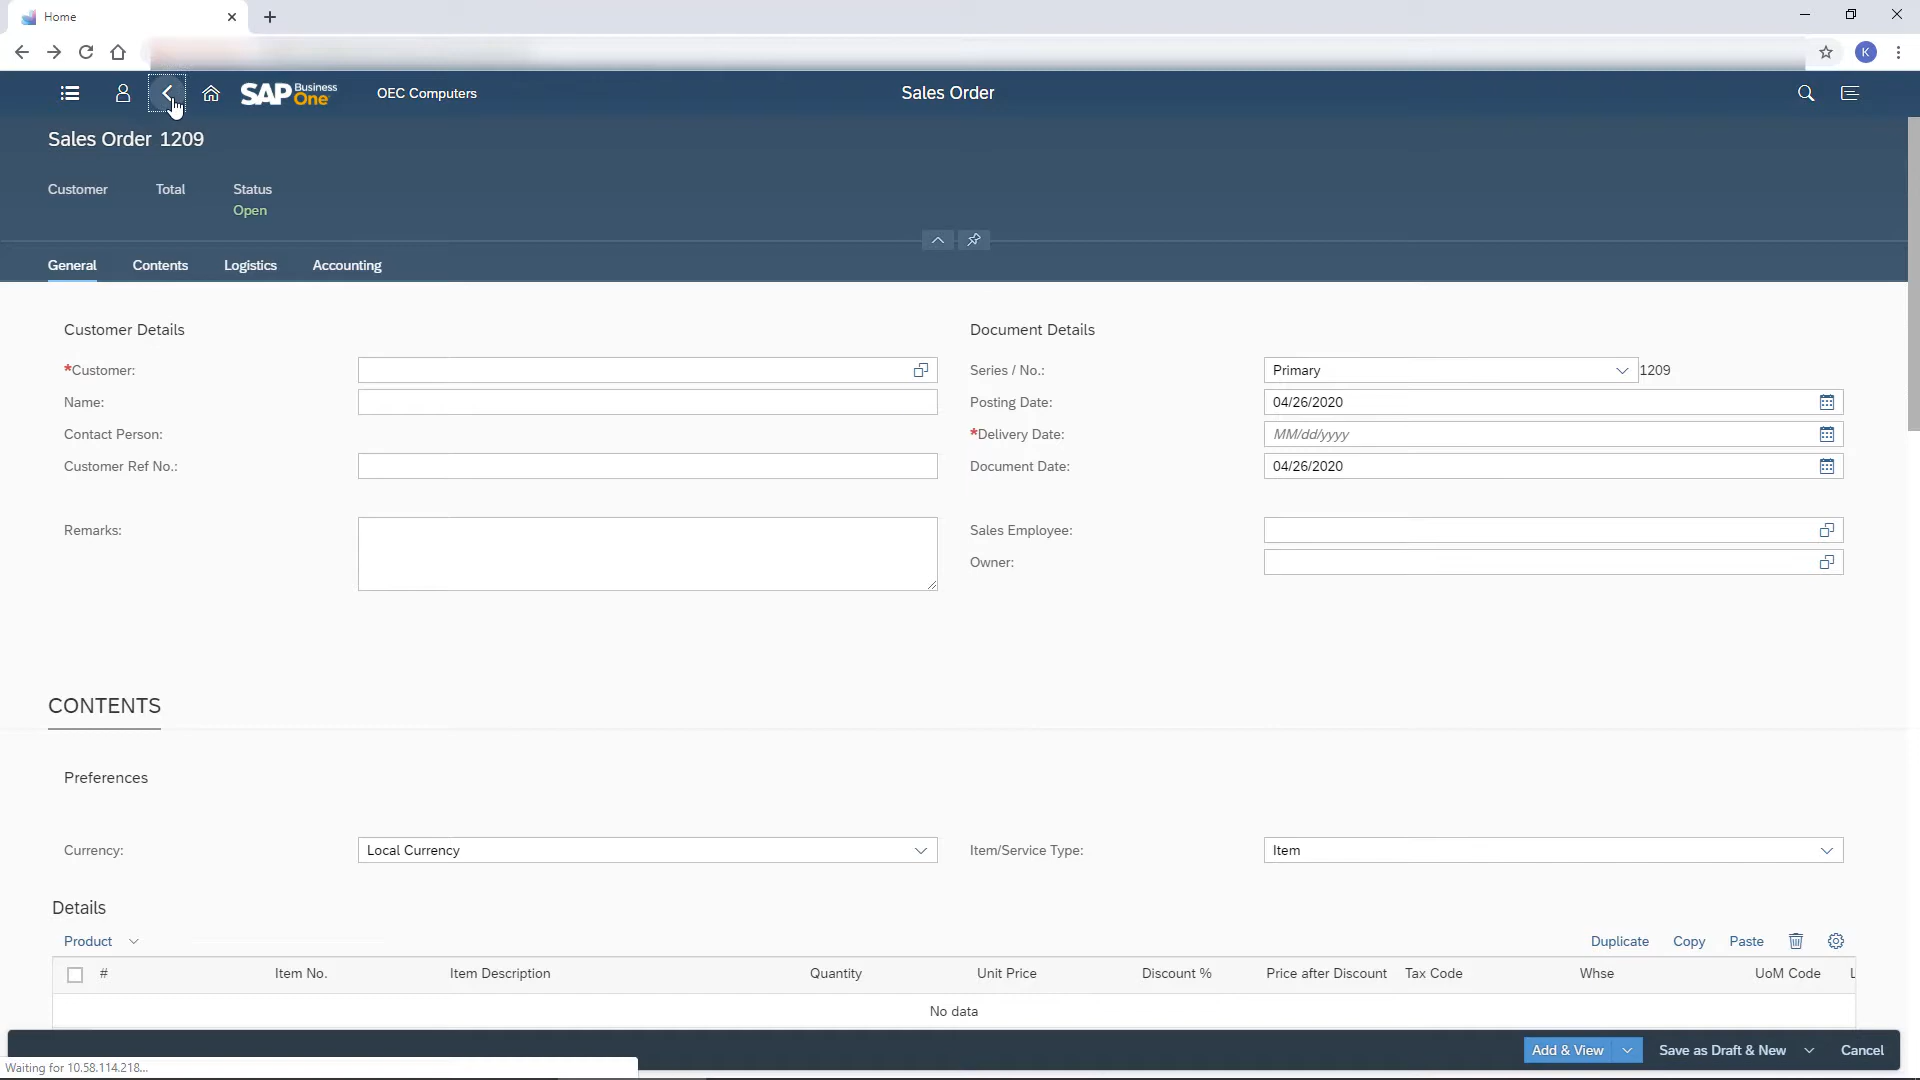 Home
K
SAP Business One
OEC Computers
Sales Order
Sales Order 1209
Customer Total Status
Open
General Contents Logistics Accounting
Customer Details Document Details
*Customer: Series / No.: Primary 1209
Name: Posting Date: 04/26/2020
Contact Person: *Delivery Date: MM/dd/yyyy
Customer Ref No.: Document Date: 04/26/2020
Remarks: Sales Employee:
Owner:
CONTENTS
Preferences
Currency: Local Currency Item/Service Type: Item
Details
Product Duplicate Copy Paste
# Item No. Item Description Quantity Unit Price Discount % Price after Discount Tax Code Whse UoM Code
No data
Add & View Save as Draft & New Cancel
Waiting for 10.58.114.218...